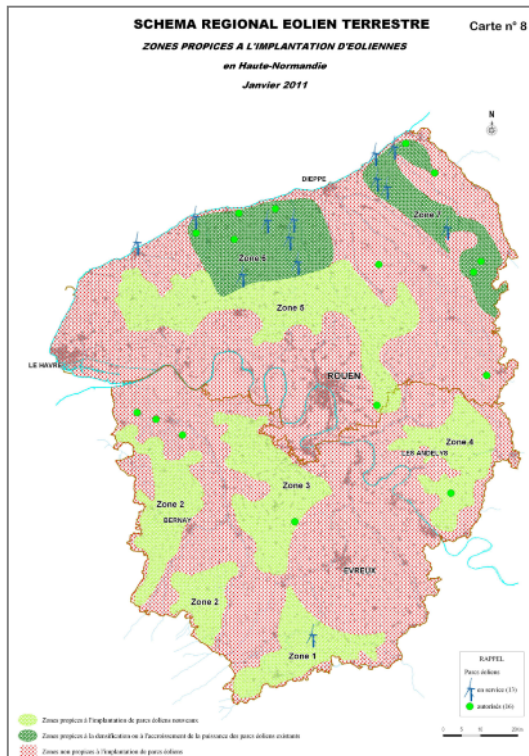 SCHEMA REGIONAL EOLIEN TERRESTRE
Carte n° 8
ZONES PROPICES A L'IMPLANTATION D'EOLIENNES
en Haute-Normandie
Janvier 2011
N
DIEPPE
Zone 7
Zone 6
Zone 5
LE HAVRE
ROUEN
Zone 4
LES ANDELYS
Zone 3
Zone 2
BERNAY
EVREUX
Zone 2
Zone 1
RAPPEL
Parcs éoliens
en service (13)
autorisés (16)
Zones propices à l'implantation de parcs éoliens nouveaux
Zones propices à la densification ou à l'accroissement de la puissance des parcs éoliens existants
Zones non propices à l'implantation de parcs éoliens